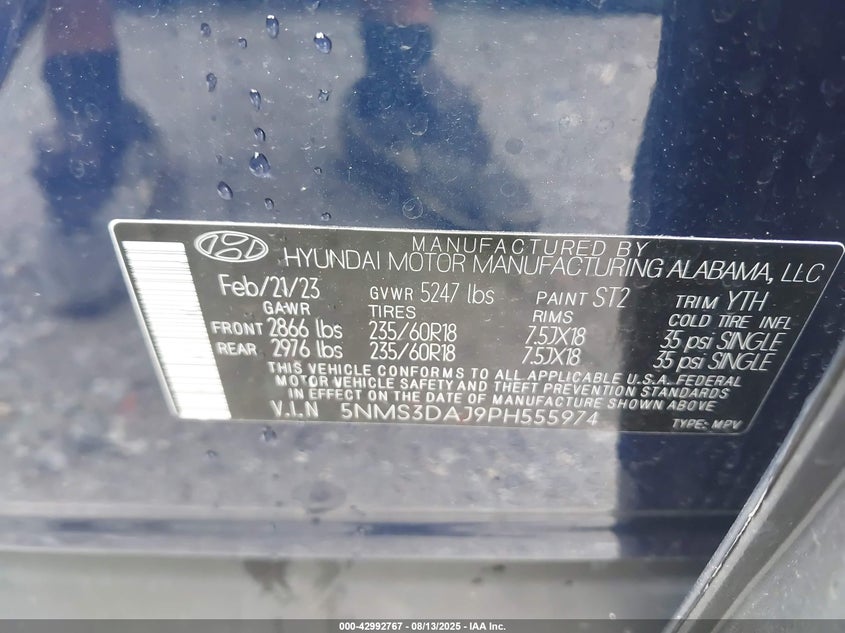 MANUFACTURED BY
HYUNDAI MOTOR MANUFACTURING ALABAMA, LLC
Feb/21/23 GVWR 5247 lbs PAINT ST2 TRIM YTH
GAWR TIRES RIMS COLD TIRE INFL
FRONT 2866 lbs 235/60R18 7.5JX18 35 psi SINGLE
REAR 2976 lbs 235/60R18 7.5JX18 35 psi SINGLE
THIS VEHICLE CONFORMS TO ALL APPLICABLE U.S.A. FEDERAL
MOTOR VEHICLE SAFETY AND THEFT PREVENTION STANDARDS
IN EFFECT ON THE DATE OF MANUFACTURE SHOWN ABOVE.
V.I.N 5NMS3DAJ9PH555974 TYPE: MPV
000-42992767 - 08/13/2025 - IAA Inc.